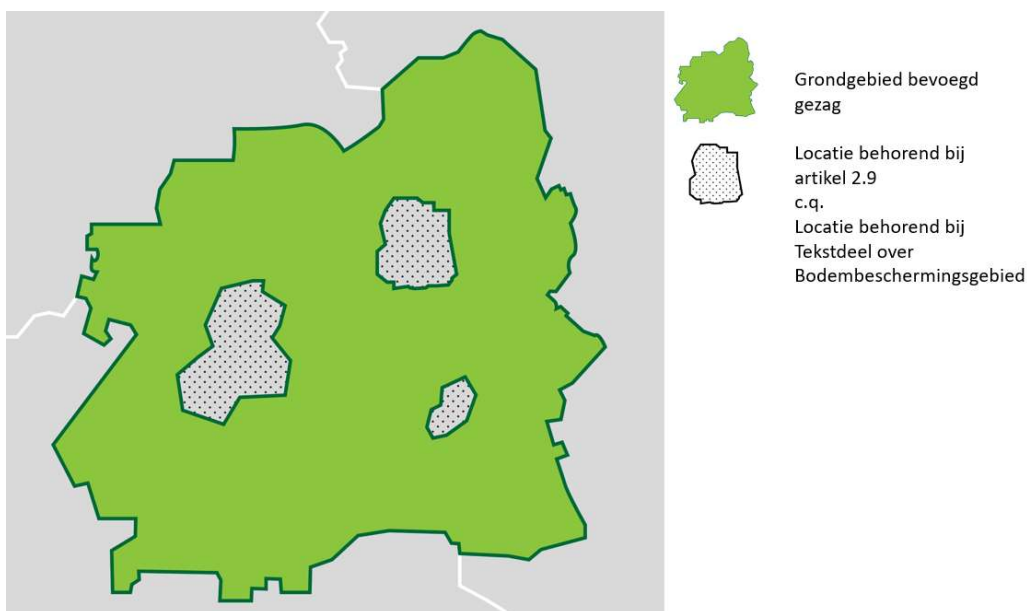 Grondgebied bevoegd
gezag
Locatie behorend bij
artikel 2.9
c.q.
Locatie behorend bij
Tekstdeel over
Bodembeschermingsgebied